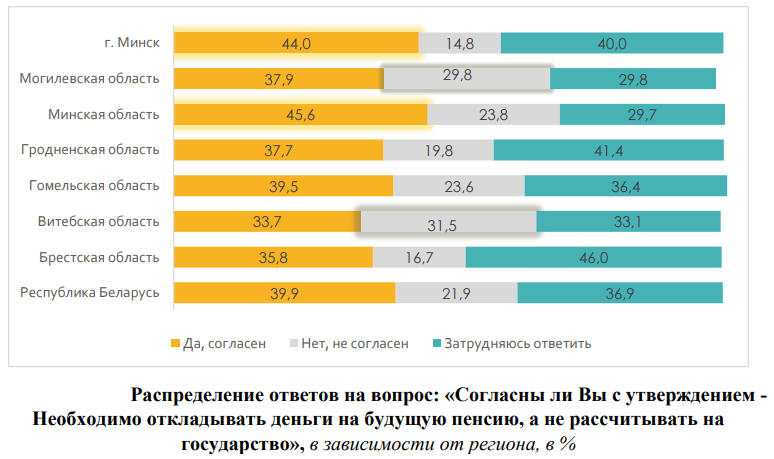 г. Минск 44,0 14,8 40,0
Могилевская область 37,9 29,8 29,8
Минская область 45,6 23,8 29,7
Гродненская область 37,7 19,8 41,4
Гомельская область 39,5 23,6 36,4
Витебская область 33,7 31,5 33,1
Брестская область 35,8 16,7 46,0
Республика Беларусь 39,9 21,9 36,9
Да, согласен Нет, не согласен Затрудняюсь ответить
Распределение ответов на вопрос: «Согласны ли Вы с утверждением -
Необходимо откладывать деньги на будущую пенсию, а не рассчитывать на
государство», в зависимости от региона, в %